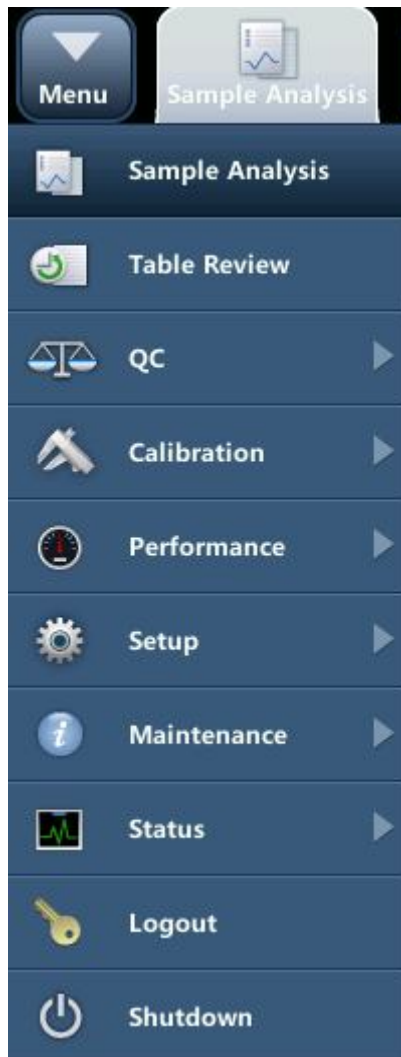 Menu
Sample Analysis
Sample Analysis
Table Review
QC
Calibration
Performance
Setup
Maintenance
Status
Logout
Shutdown